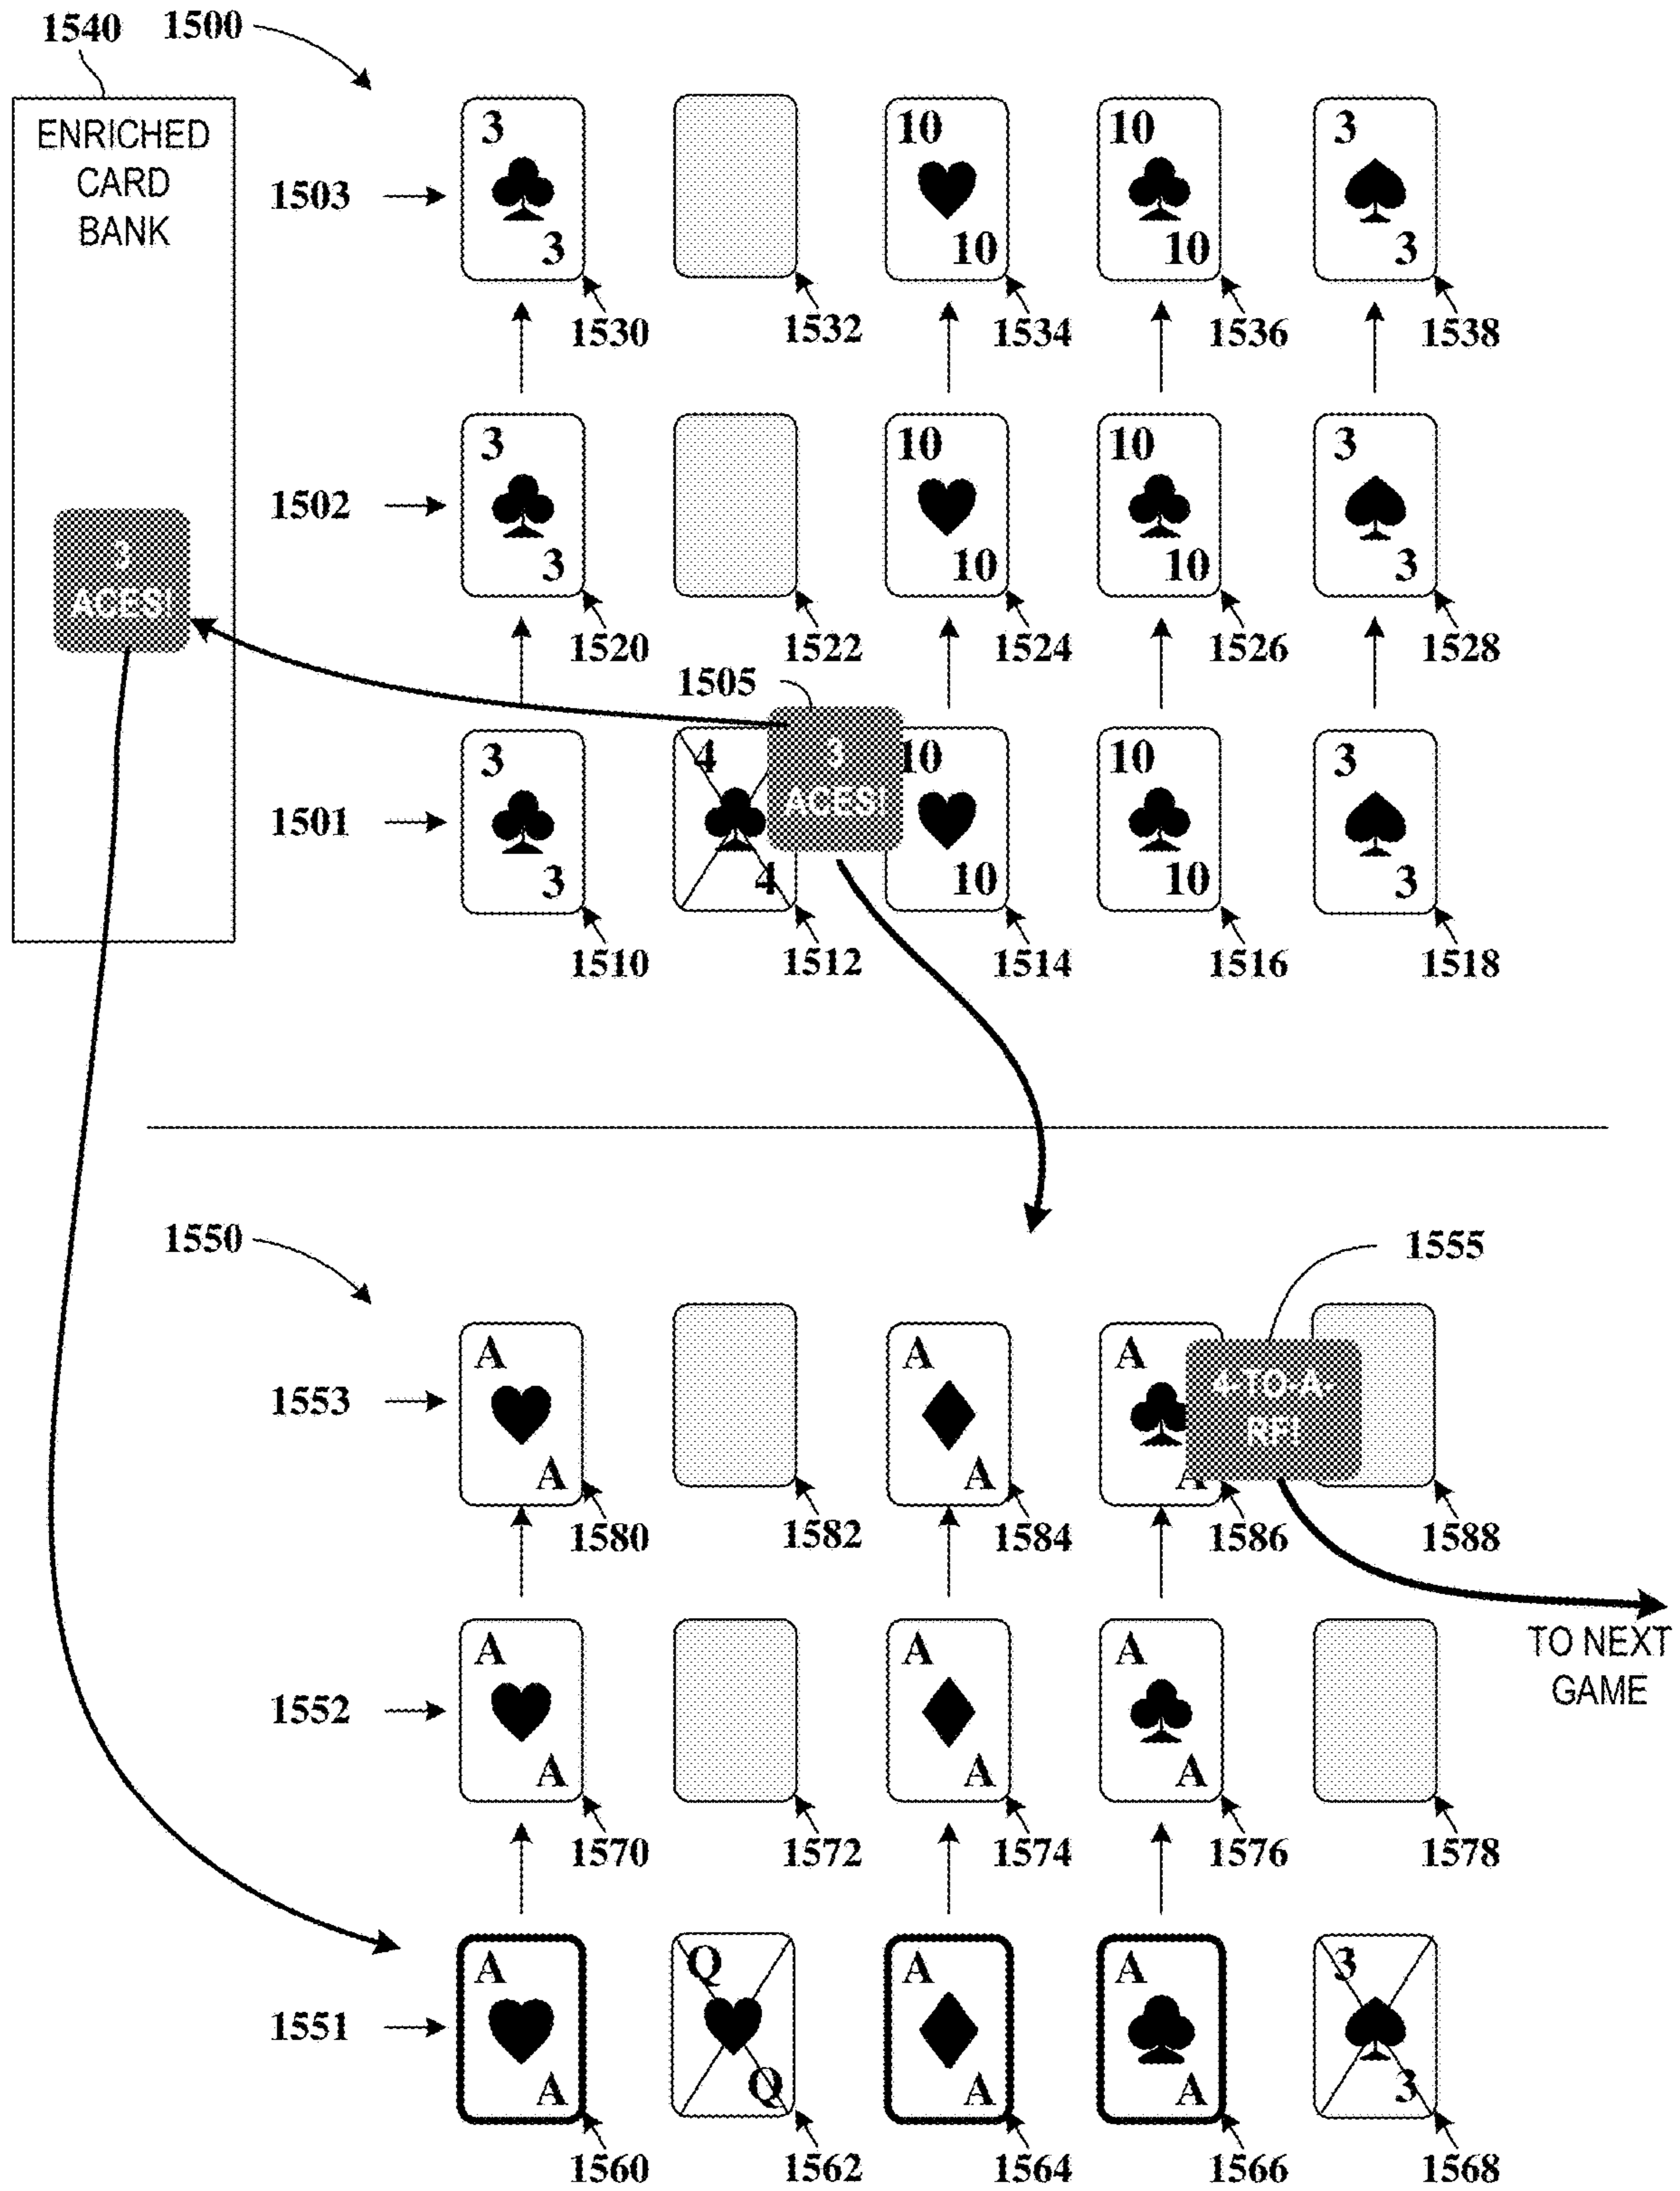 1540 1500
ENRICHED
CARD
BANK
1503
3 3
10 10
10 10
3 3
1530 1532 1534 1536 1538
1502
3 3
10 10
10 10
3 3
3
ACES!
1520 1522 1524 1526 1528
1505
1501
3 3
4 4
3
ACES!
10 10
10 10
3 3
1510 1512 1514 1516 1518
1550
1555
1553
A A
A A
A A
4-TO-A-
RF!
1580 1582 1584 1586 1588
TO NEXT
GAME
1552
A A
A A
A A
1570 1572 1574 1576 1578
1551
A A
Q Q
A A
A A
3 3
1560 1562 1564 1566 1568